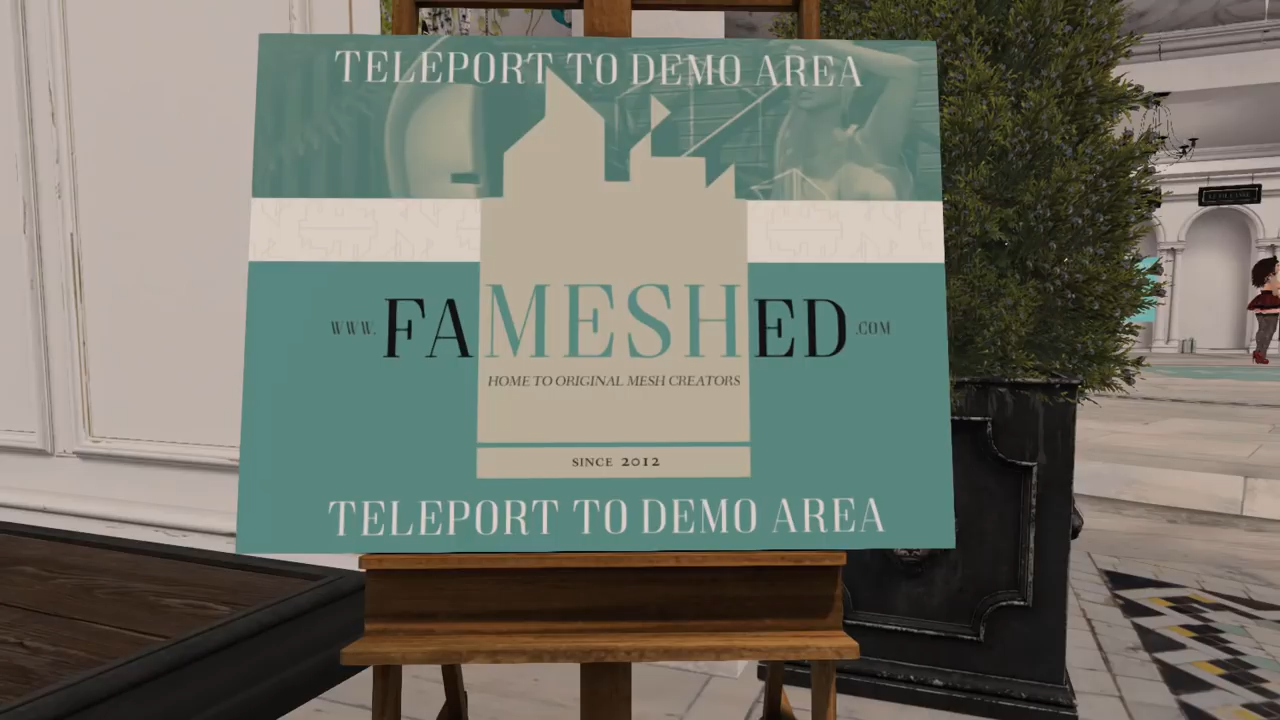 TELEPORT TO DEMO AREA
WWW. FAMESHED .COM
HOME TO ORIGINAL MESH CREATORS
SINCE 2012
TELEPORT TO DEMO AREA